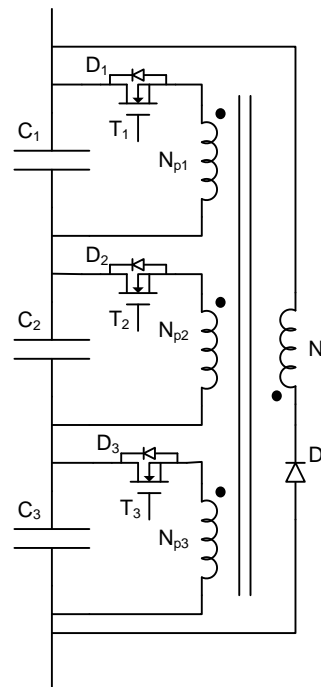 D₁
C₁
T₁
Nₚ₁
D₂
C₂
T₂
Nₚ₂
N
D₃
D
C₃
T₃
Nₚ₃